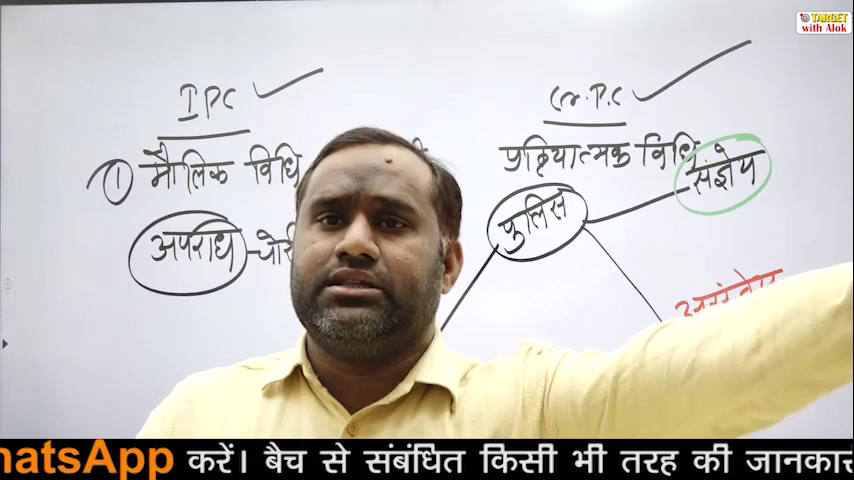 TARGET
with Alok
IPC
Cr.P.C
① मौलिक विधि
प्रक्रियात्मक विधि
संज्ञेय
पुलिस
अपराध - चोरी
hatsApp करें। बैच से संबंधित किसी भी तरह की जानकार